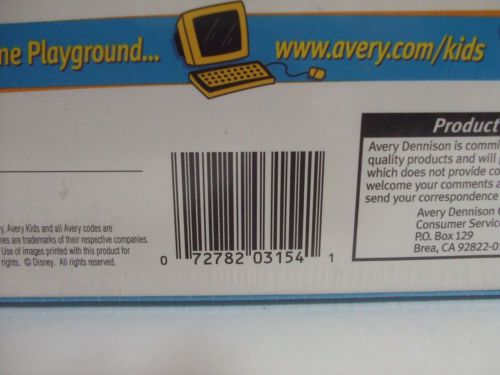 ne Playground...
www.avery.com/kids
Product
Avery Dennison is commi
quality products and will
which does not provide co
welcome your comments a
send your correspondence
Avery Dennison
Consumer Service
P.O. Box 129
Brea, CA 92822-0
y, Avery Kids and all Avery codes are
es are trademarks of their respective companies.
Use of images printed with this product for
rights. © Disney. All rights reserved.
0 72782 03154 1